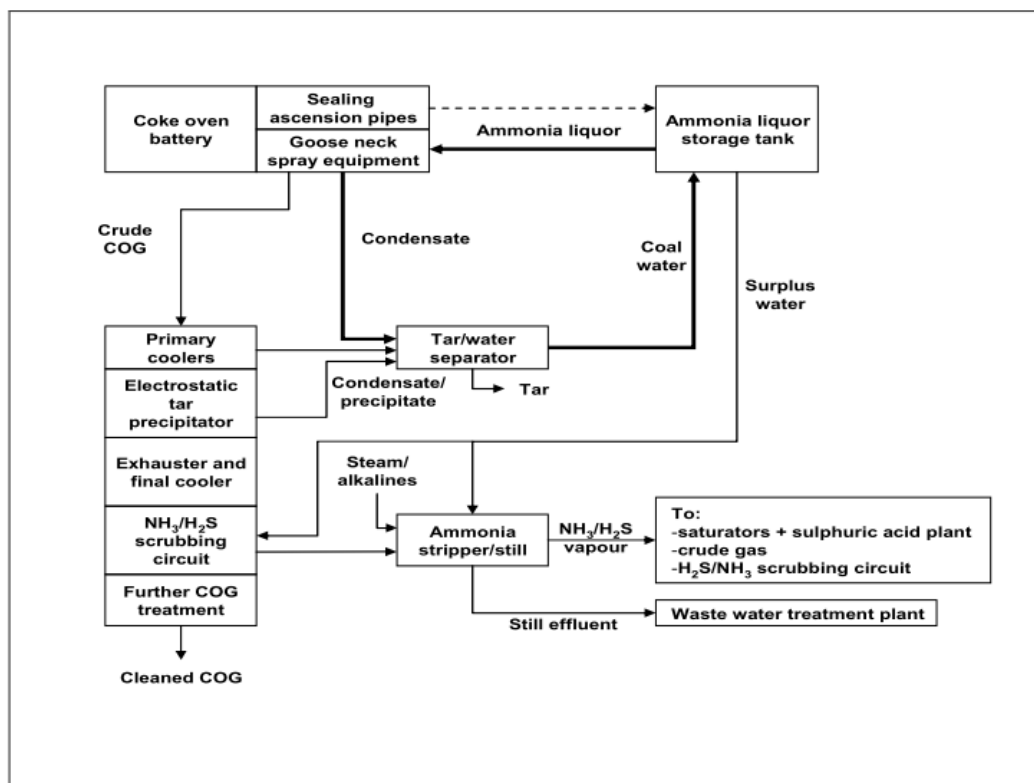 Coke oven
battery
Sealing
ascension pipes
Goose neck
spray equipment
Ammonia liquor
Ammonia liquor
storage tank
Crude
COG
Condensate
Coal
water
Surplus
water
Primary
coolers
Tar/water
separator
Electrostatic
tar
precipitator
Condensate/
precipitate
Tar
Exhauster and
final cooler
Steam/
alkalines
NH₃/H₂S
scrubbing
circuit
Ammonia
stripper/still
NH₃/H₂S
vapour
To:
-saturators + sulphuric acid plant
-crude gas
-H₂S/NH₃ scrubbing circuit
Further COG
treatment
Still effluent
Waste water treatment plant
Cleaned COG